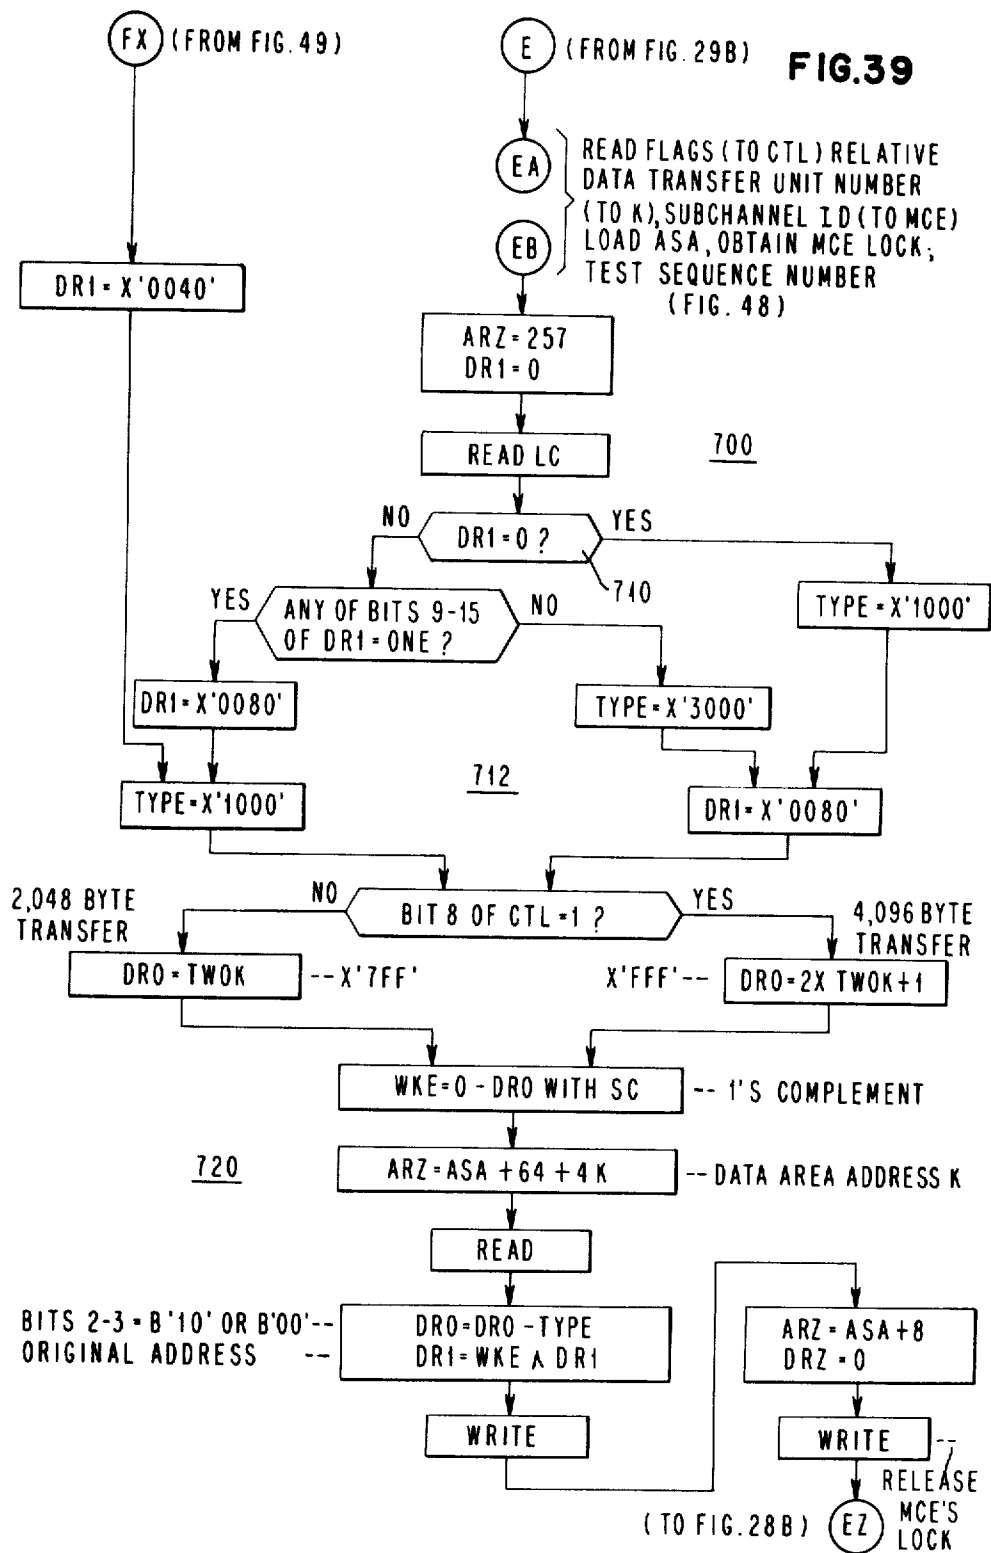 FX (FROM FIG. 49)
E (FROM FIG. 29B)
FIG.39
EA
EB
READ FLAGS (TO CTL) RELATIVE
DATA TRANSFER UNIT NUMBER
(TO K), SUBCHANNEL ID (TO MCE)
LOAD ASA, OBTAIN MCE LOCK;
TEST SEQUENCE NUMBER
(FIG. 48)
DR1=X'0040'
ARZ=257
DR1=0
READ LC
700
NO
DR1=0 ?
YES
710
YES
ANY OF BITS 9-15
OF DR1=ONE ?
NO
TYPE=X'1000'
DR1=X'0080'
TYPE=X'3000'
TYPE=X'1000'
712
DR1=X'0080'
2,048 BYTE
TRANSFER
NO
BIT 8 OF CTL=1 ?
YES
4,096 BYTE
TRANSFER
DR0=TWOK
--X'7FF'
X'FFF'--
DR0=2X TWOK+1
WKE=0-DR0 WITH SC
-- 1'S COMPLEMENT
720
ARZ=ASA+64+4K
--DATA AREA ADDRESS K
READ
BITS 2-3=B'10' OR B'00'--
ORIGINAL ADDRESS --
DR0=DR0-TYPE
DR1=WKE ∧ DR1
WRITE
ARZ=ASA+8
DRZ=0
WRITE --
RELEASE
MCE'S
LOCK
(TO FIG.28B) EZ